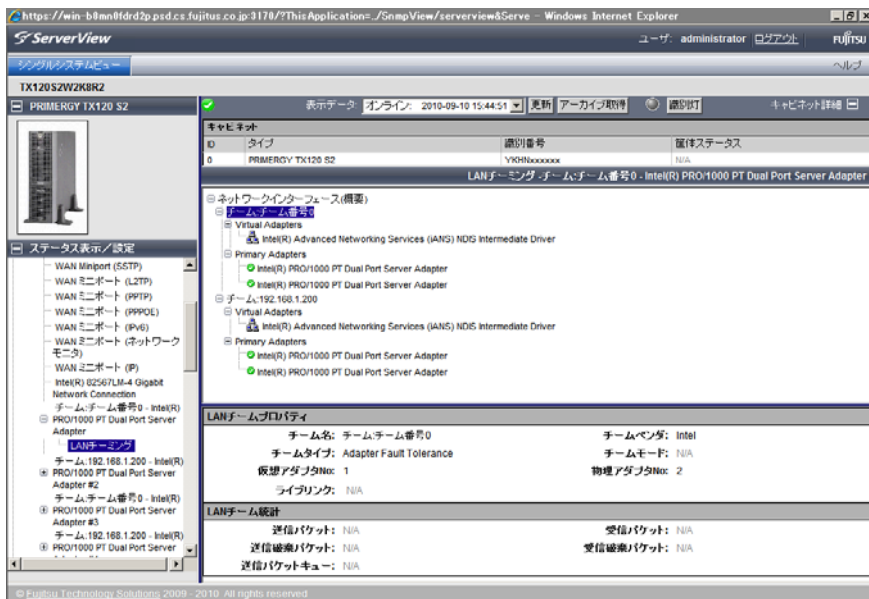 https://win-b8mn0fdrd2p.psd.cs.fujitsu.co.jp:3170/?ThisApplication=../SnmpView/serverview&Serve - Windows Internet Explorer
ServerView
ユーザ: administrator ログアウト FUJITSU
シングルシステムビュー ヘルプ
TX120S2W2K8R2
PRIMERGY TX120 S2
表示データ: オンライン: 2010-09-10 15:44:51 更新 アーカイブ取得 識別灯 キャビネット詳細
キャビネット
ID タイプ 識別番号 筐体ステータス
0 PRIMERGY TX120 S2 YKHNxxxxxx N/A
LANチーミング -チーム:チーム番号0 - Intel(R) PRO/1000 PT Dual Port Server Adapter
ネットワークインターフェース(概要)
チーム:チーム番号0
Virtual Adapters
Intel(R) Advanced Networking Services (iANS) NDIS Intermediate Driver
Primary Adapters
Intel(R) PRO/1000 PT Dual Port Server Adapter
Intel(R) PRO/1000 PT Dual Port Server Adapter
チーム:192.168.1.200
Virtual Adapters
Intel(R) Advanced Networking Services (iANS) NDIS Intermediate Driver
Primary Adapters
Intel(R) PRO/1000 PT Dual Port Server Adapter
Intel(R) PRO/1000 PT Dual Port Server Adapter
ステータス表示／設定
WAN Miniport (SSTP)
WAN ミニポート (L2TP)
WAN ミニポート (PPTP)
WAN ミニポート (PPPOE)
WAN ミニポート (IPv6)
WAN ミニポート (ネットワーク
モニタ)
WAN ミニポート (IP)
Intel(R) 82567LM-4 Gigabit
Network Connection
チーム:チーム番号0 - Intel(R)
PRO/1000 PT Dual Port Server
Adapter
LANチーミング
チーム:192.168.1.200 - Intel(R)
PRO/1000 PT Dual Port Server
Adapter #2
チーム:チーム番号0 - Intel(R)
PRO/1000 PT Dual Port Server
Adapter #3
チーム:192.168.1.200 - Intel(R)
PRO/1000 PT Dual Port Server
LANチームプロパティ
チーム名: チーム:チーム番号0 チームベンダ: Intel
チームタイプ: Adapter Fault Tolerance チームモード: N/A
仮想アダプタNo: 1 物理アダプタNo: 2
ライブリンク: N/A
LANチーム統計
送信パケット: N/A 受信パケット: N/A
送信破棄パケット: N/A 受信破棄パケット: N/A
送信パケットキュー: N/A
© Fujitsu Technology Solutions 2009 - 2010 All rights reserved